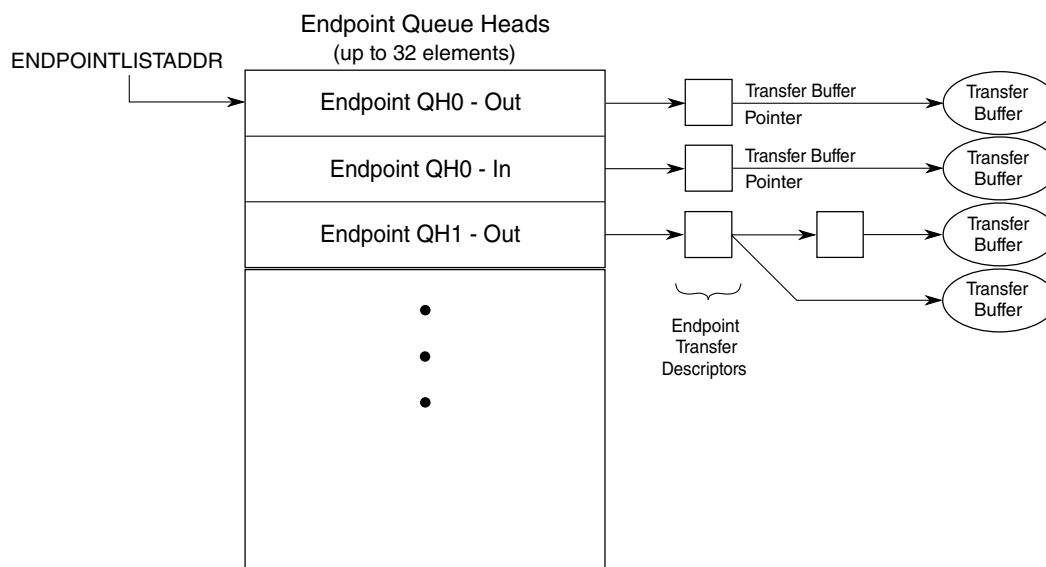 Endpoint Queue Heads
(up to 32 elements)
ENDPOINTLISTADDR
Endpoint QH0 - Out
Transfer Buffer
Pointer
Transfer
Buffer
Endpoint QH0 - In
Transfer Buffer
Pointer
Transfer
Buffer
Endpoint QH1 - Out
Transfer
Buffer
Transfer
Buffer
Endpoint
Transfer
Descriptors